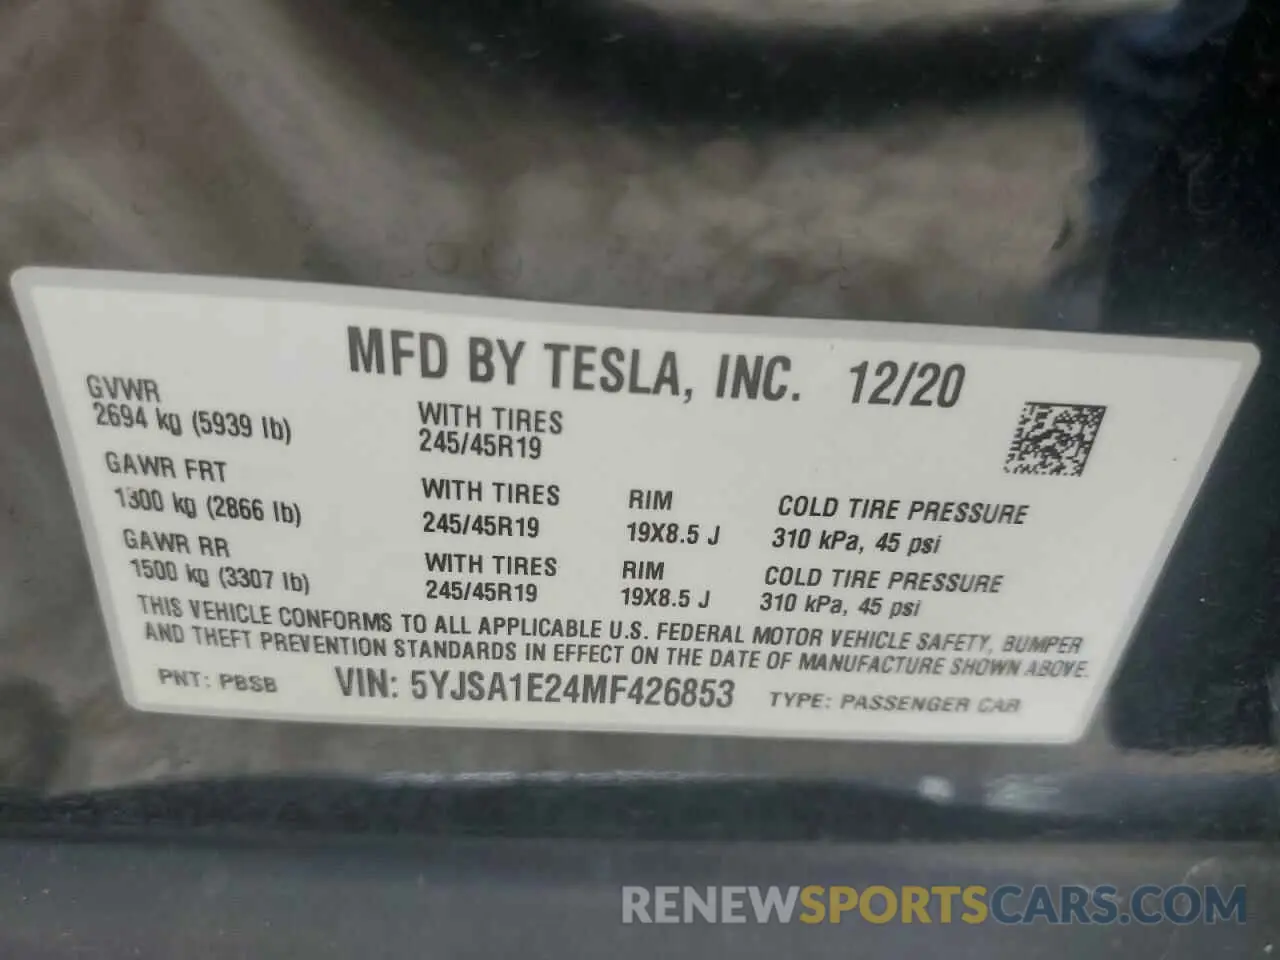 MFD BY TESLA, INC. 12/20
GVWR
2694 kg (5939 lb)
WITH TIRES
245/45R19
GAWR FRT
1300 kg (2866 lb)
WITH TIRES
245/45R19
RIM
19X8.5 J
COLD TIRE PRESSURE
310 kPa, 45 psi
GAWR RR
1500 kg (3307 lb)
WITH TIRES
245/45R19
RIM
19X8.5 J
COLD TIRE PRESSURE
310 kPa, 45 psi
THIS VEHICLE CONFORMS TO ALL APPLICABLE U.S. FEDERAL MOTOR VEHICLE SAFETY, BUMPER
AND THEFT PREVENTION STANDARDS IN EFFECT ON THE DATE OF MANUFACTURE SHOWN ABOVE.
PNT: PBSB VIN: 5YJSA1E24MF426853 TYPE: PASSENGER CAR
RENEWSPORTSCARS.COM